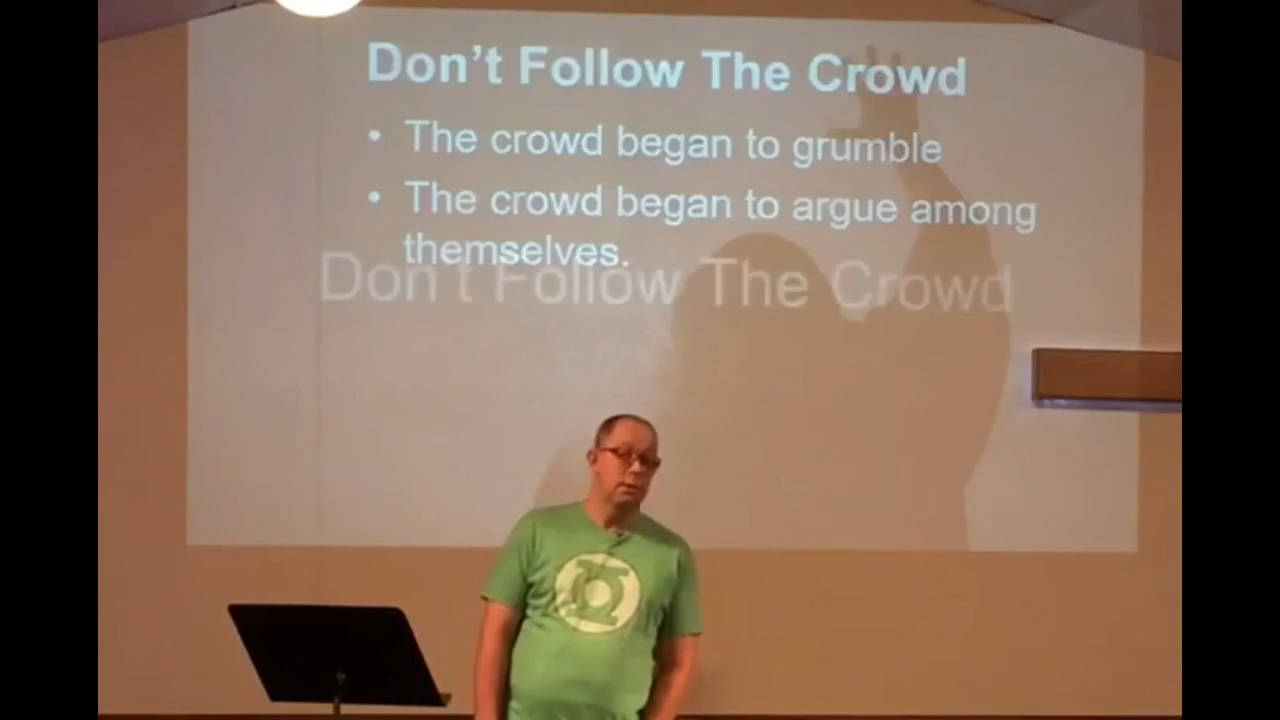 Don't Follow The Crowd
• The crowd began to grumble
• The crowd began to argue among
themselves.
Don't Follow The Crowd